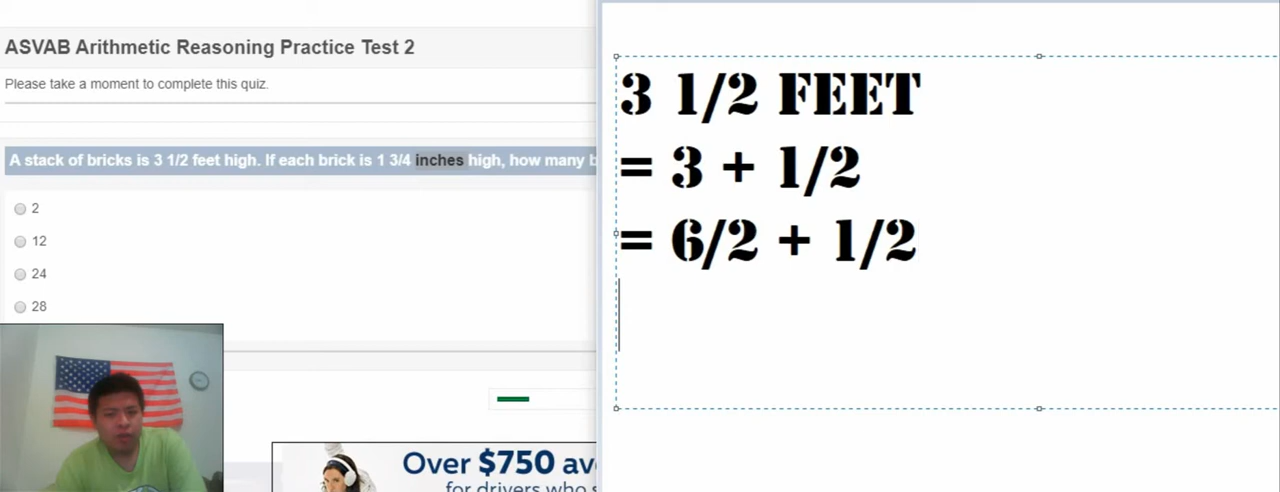 ASVAB Arithmetic Reasoning Practice Test 2
Please take a moment to complete this quiz.
A stack of bricks is 3 1/2 feet high. If each brick is 1 3/4 inches high, how many b
2
12
24
28
Over $750 av
for drivers who s
3 1/2 FEET
= 3 + 1/2
= 6/2 + 1/2